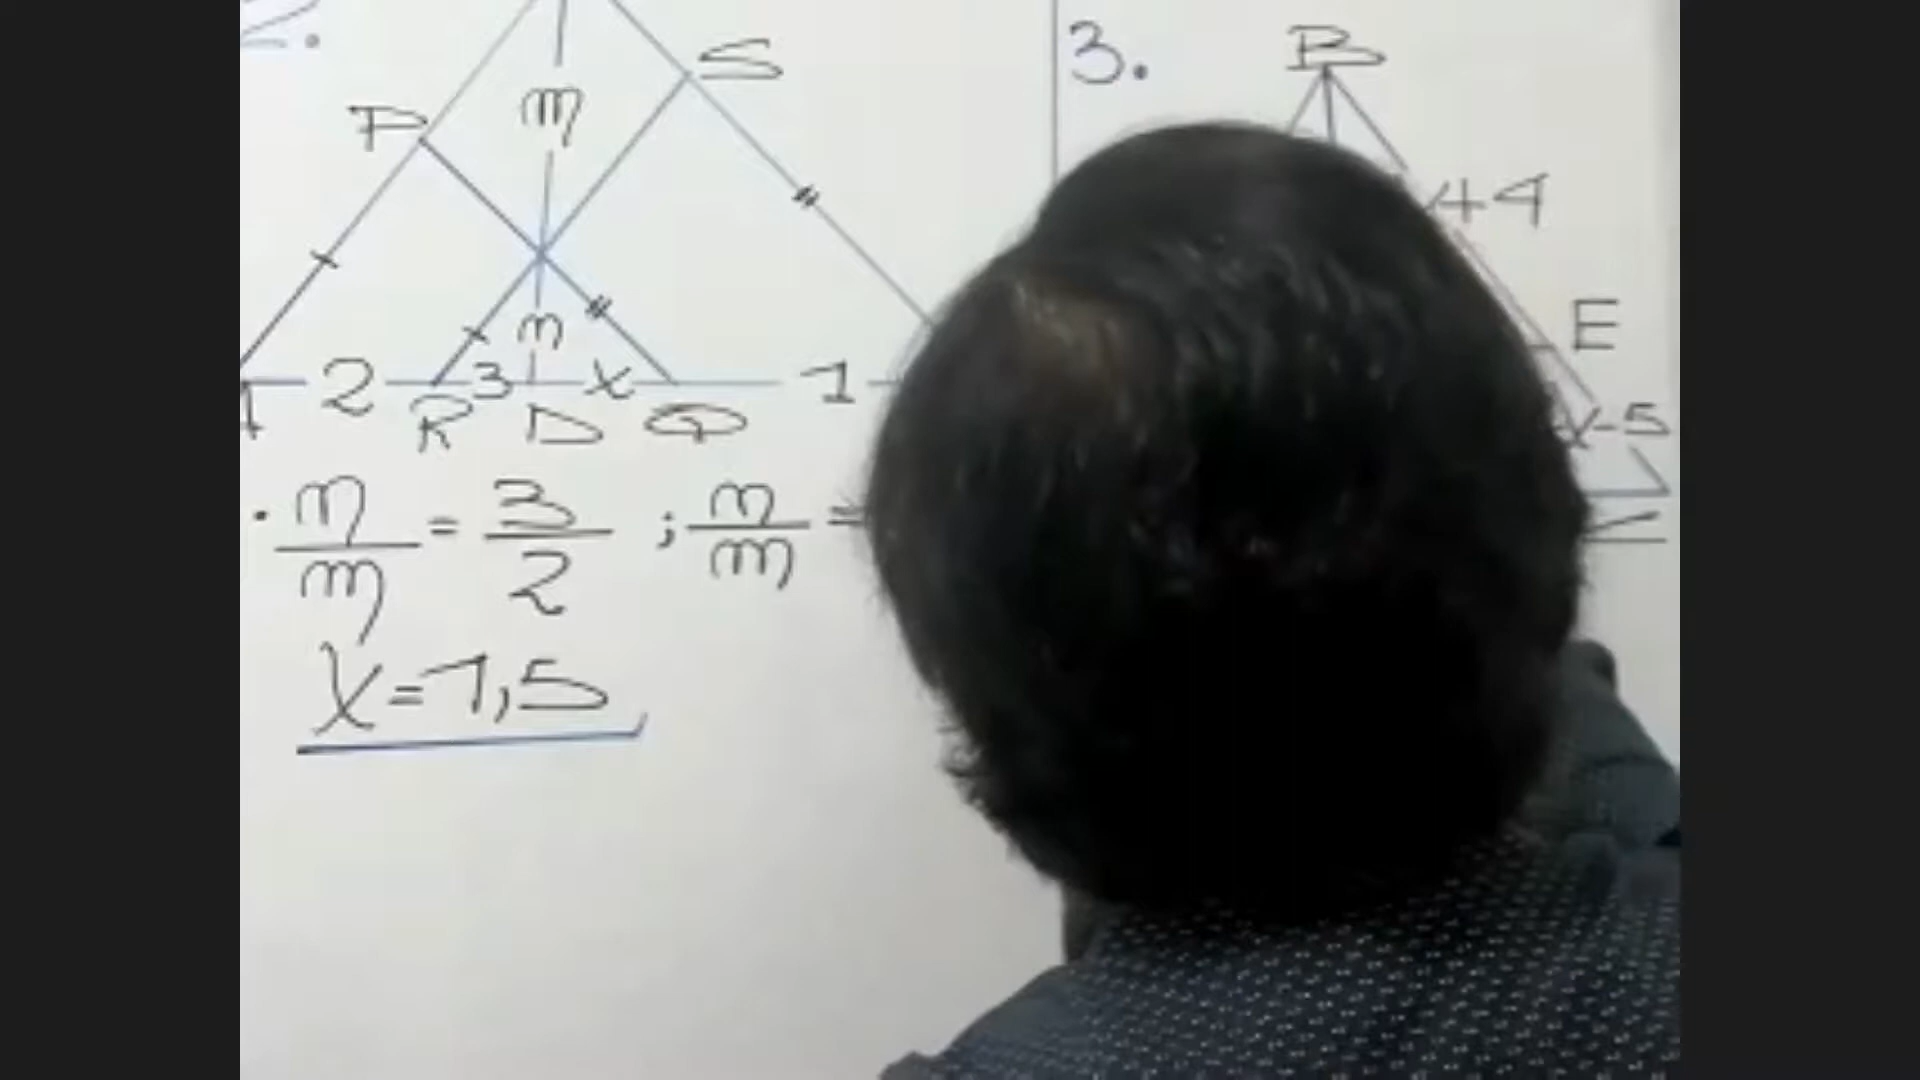 2.
S
P
m
n
2
3
x
1
R
D
Q
n/m = 3/2 ; n/m =
x=1,5
3.
B
+4
E
x-5
C